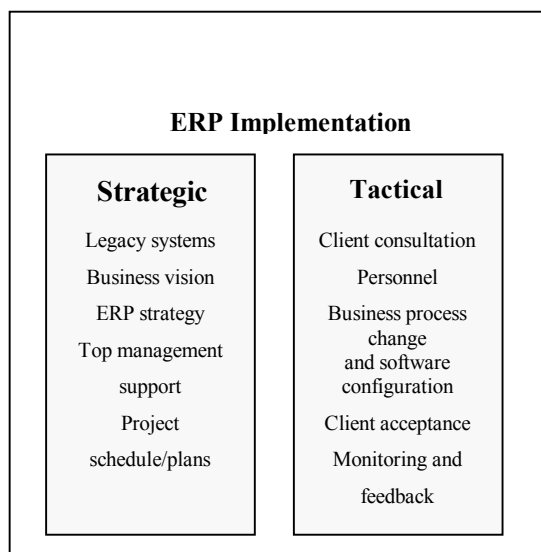 ERP Implementation
Strategic
Legacy systems
Business vision
ERP strategy
Top management
support
Project
schedule/plans
Tactical
Client consultation
Personnel
Business process
change
and software
configuration
Client acceptance
Monitoring and
feedback